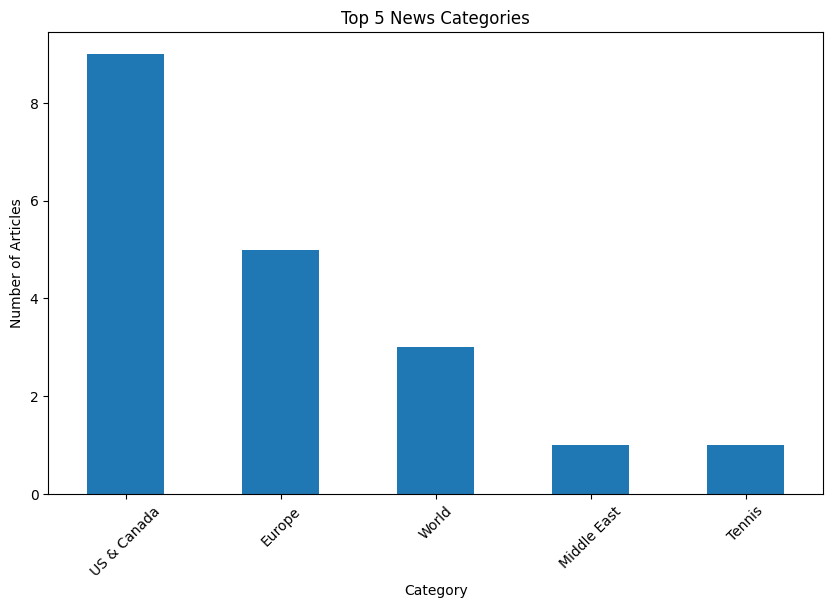 Top 5 News Categories
Number of Articles
8
6
4
2
0
US & Canada
Europe
World
Middle East
Tennis
Category